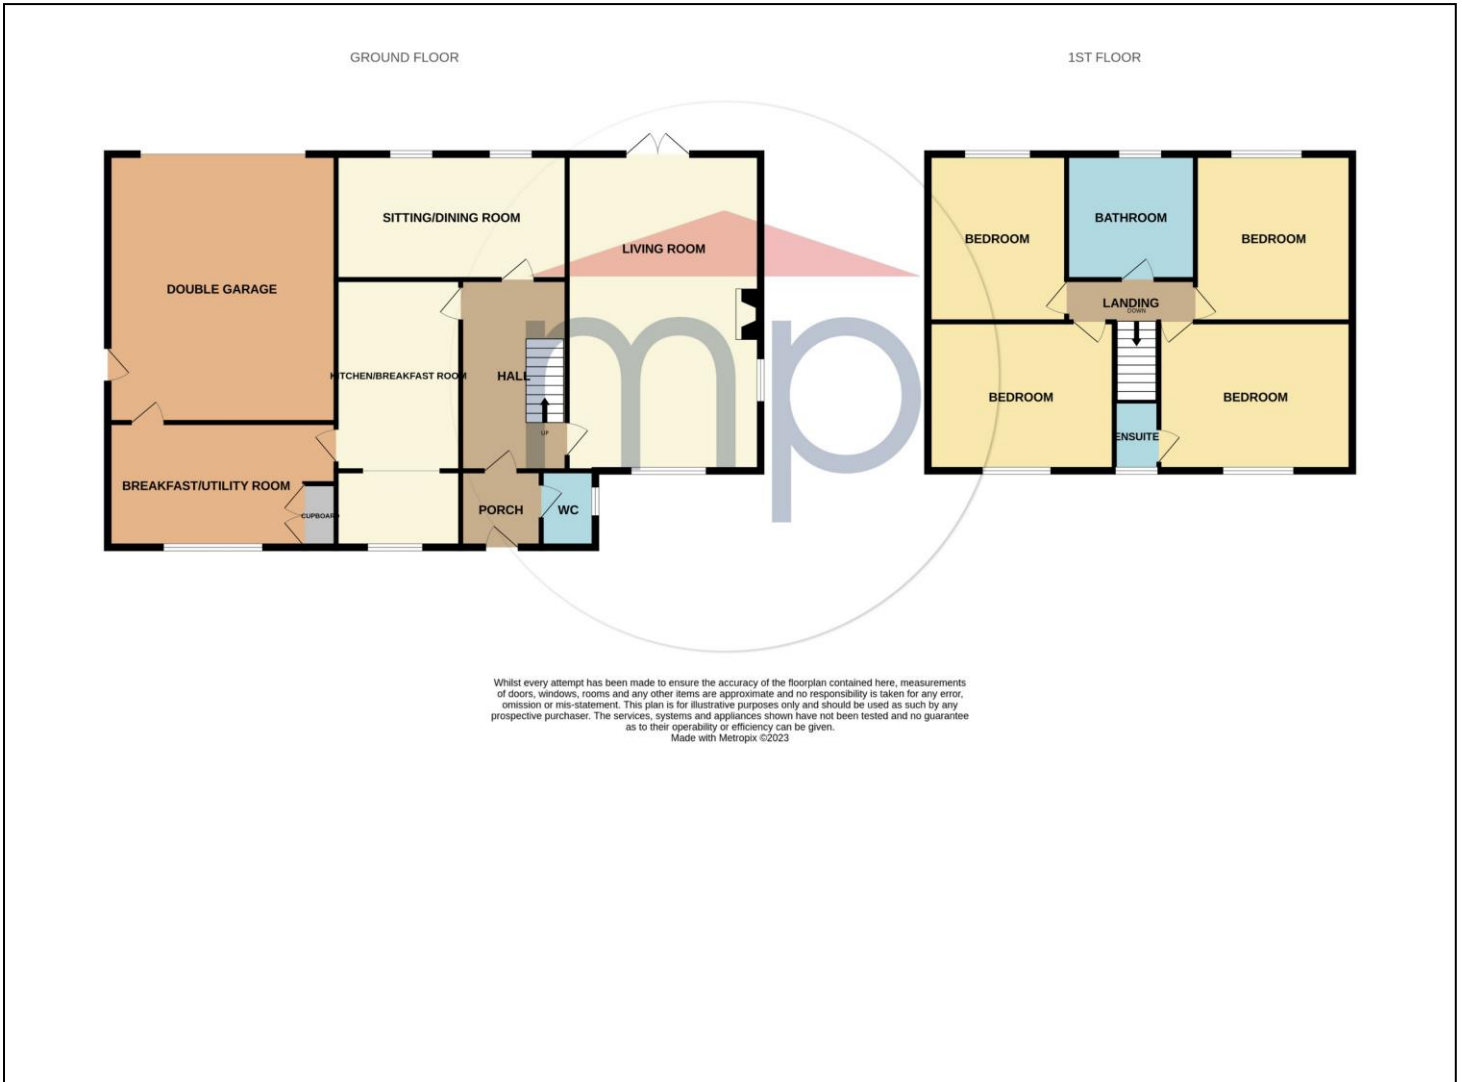 GROUND FLOOR
1ST FLOOR
SITTING/DINING ROOM
LIVING ROOM
DOUBLE GARAGE
KITCHEN/BREAKFAST ROOM
HALL
UP
BREAKFAST/UTILITY ROOM
CUPBOARD
PORCH
WC
BEDROOM
BATHROOM
BEDROOM
LANDING
DOWN
BEDROOM
BEDROOM
ENSUITE
mp
Whilst every attempt has been made to ensure the accuracy of the floorplan contained here, measurements
of doors, windows, rooms and any other items are approximate and no responsibility is taken for any error,
omission or mis-statement. This plan is for illustrative purposes only and should be used as such by any
prospective purchaser. The services, systems and appliances shown have not been tested and no guarantee
as to their operability or efficiency can be given.
Made with Metropix ©2023